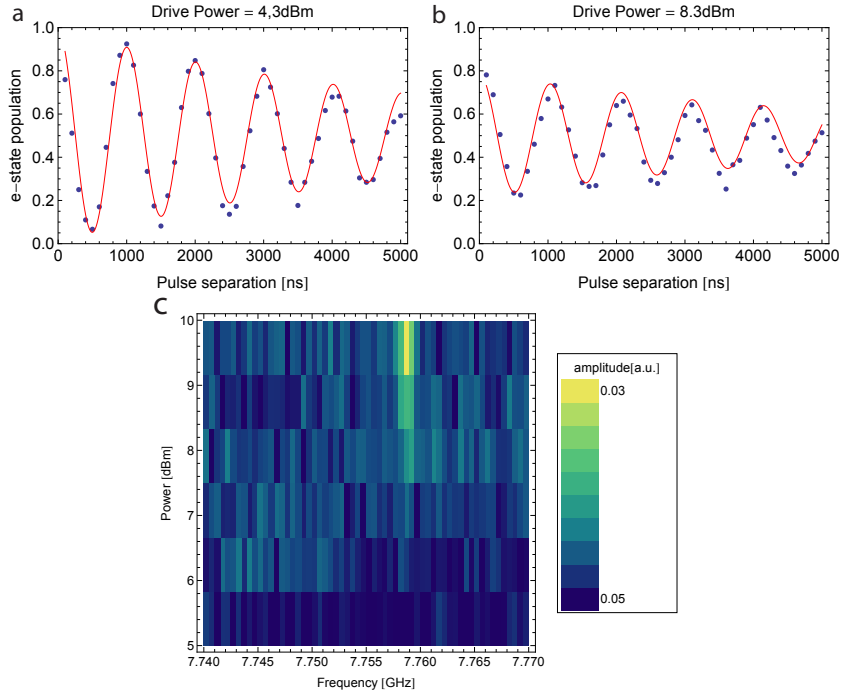 a
Drive Power = 4,3dBm
e-state population
1.0
0.8
0.6
0.4
0.2
0.0
0 1000 2000 3000 4000 5000
Pulse separation [ns]
b
Drive Power = 8.3dBm
e-state population
1.0
0.8
0.6
0.4
0.2
0.0
0 1000 2000 3000 4000 5000
Pulse separation [ns]
c
Power [dBm]
10
9
8
7
6
5
7.740 7.745 7.750 7.755 7.760 7.765 7.770
Frequency [GHz]
amplitude[a.u.]
0.03
0.05